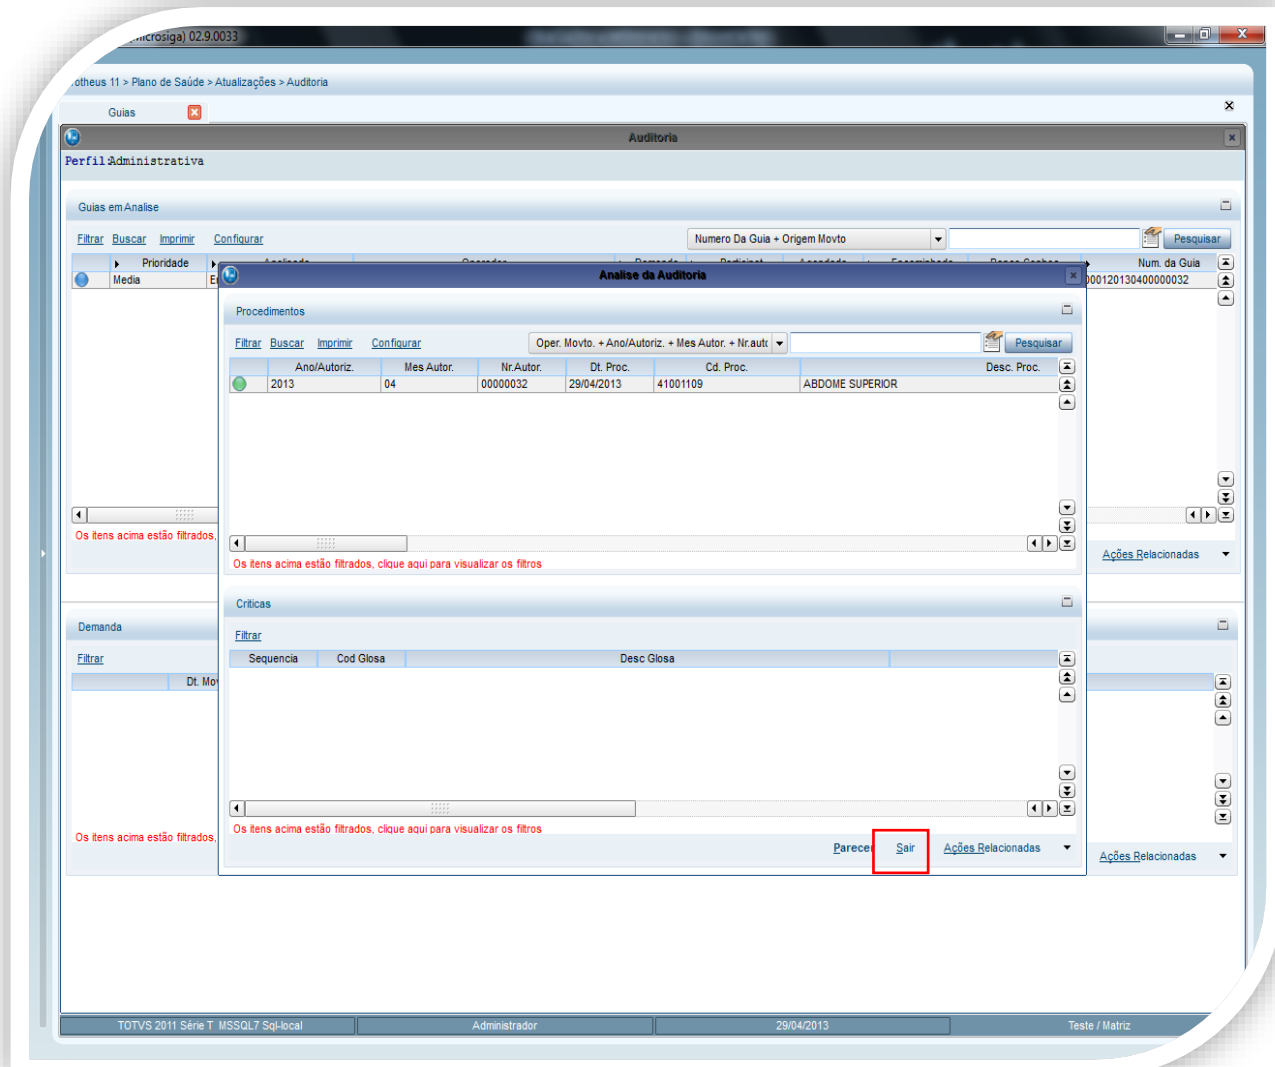 (Microsiga) 02.9.0033
11 > Plano de Saúde > Atualizações > Auditoria
Guias
Auditoria
Perfil:Administrativa
Guias em Analise
Filtrar Buscar Imprimir Configurar Numero Da Guia + Origem Movto Pesquisar
Prioridade Num. da Guia
Media 000120130400000032
Analise da Auditoria
Procedimentos
Filtrar Buscar Imprimir Configurar Oper. Movto. + Ano/Autoriz. + Mes Autor. + Nr.autc Pesquisar
Ano/Autoriz. Mes Autor. Nr.Autor. Dt. Proc. Cd. Proc. Desc. Proc.
2013 04 00000032 29/04/2013 41001109 ABDOME SUPERIOR
Os itens acima estão filtrados,
Os itens acima estão filtrados, clique aqui para visualizar os filtros
Ações Relacionadas
Criticas
Filtrar
Sequencia Cod Glosa Desc Glosa
Demanda
Filtrar
Dt. Mov
Os itens acima estão filtrados, clique aqui para visualizar os filtros
Os itens acima estão filtrados,
Parecer Sair Ações Relacionadas
Ações Relacionadas
TOTVS 2011 Série T MSSQL7 Sql-local Administrador 29/04/2013 Teste / Matriz